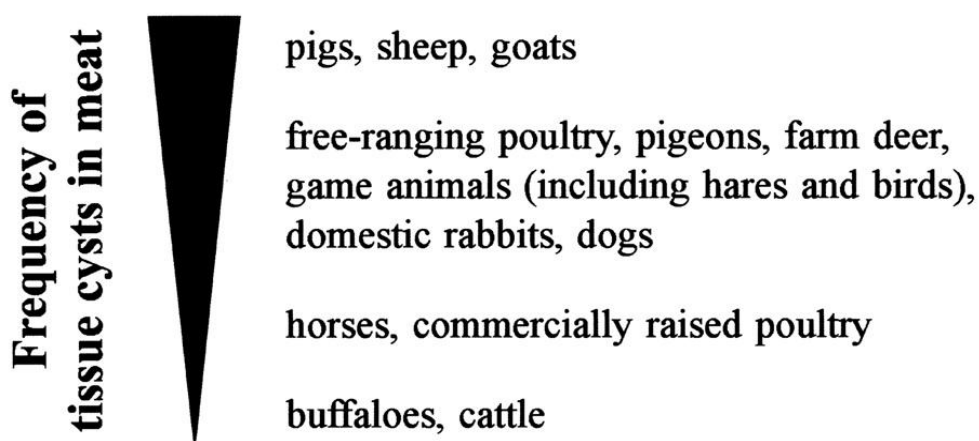 Frequency of
tissue cysts in meat
pigs, sheep, goats
free-ranging poultry, pigeons, farm deer,
game animals (including hares and birds),
domestic rabbits, dogs
horses, commercially raised poultry
buffaloes, cattle